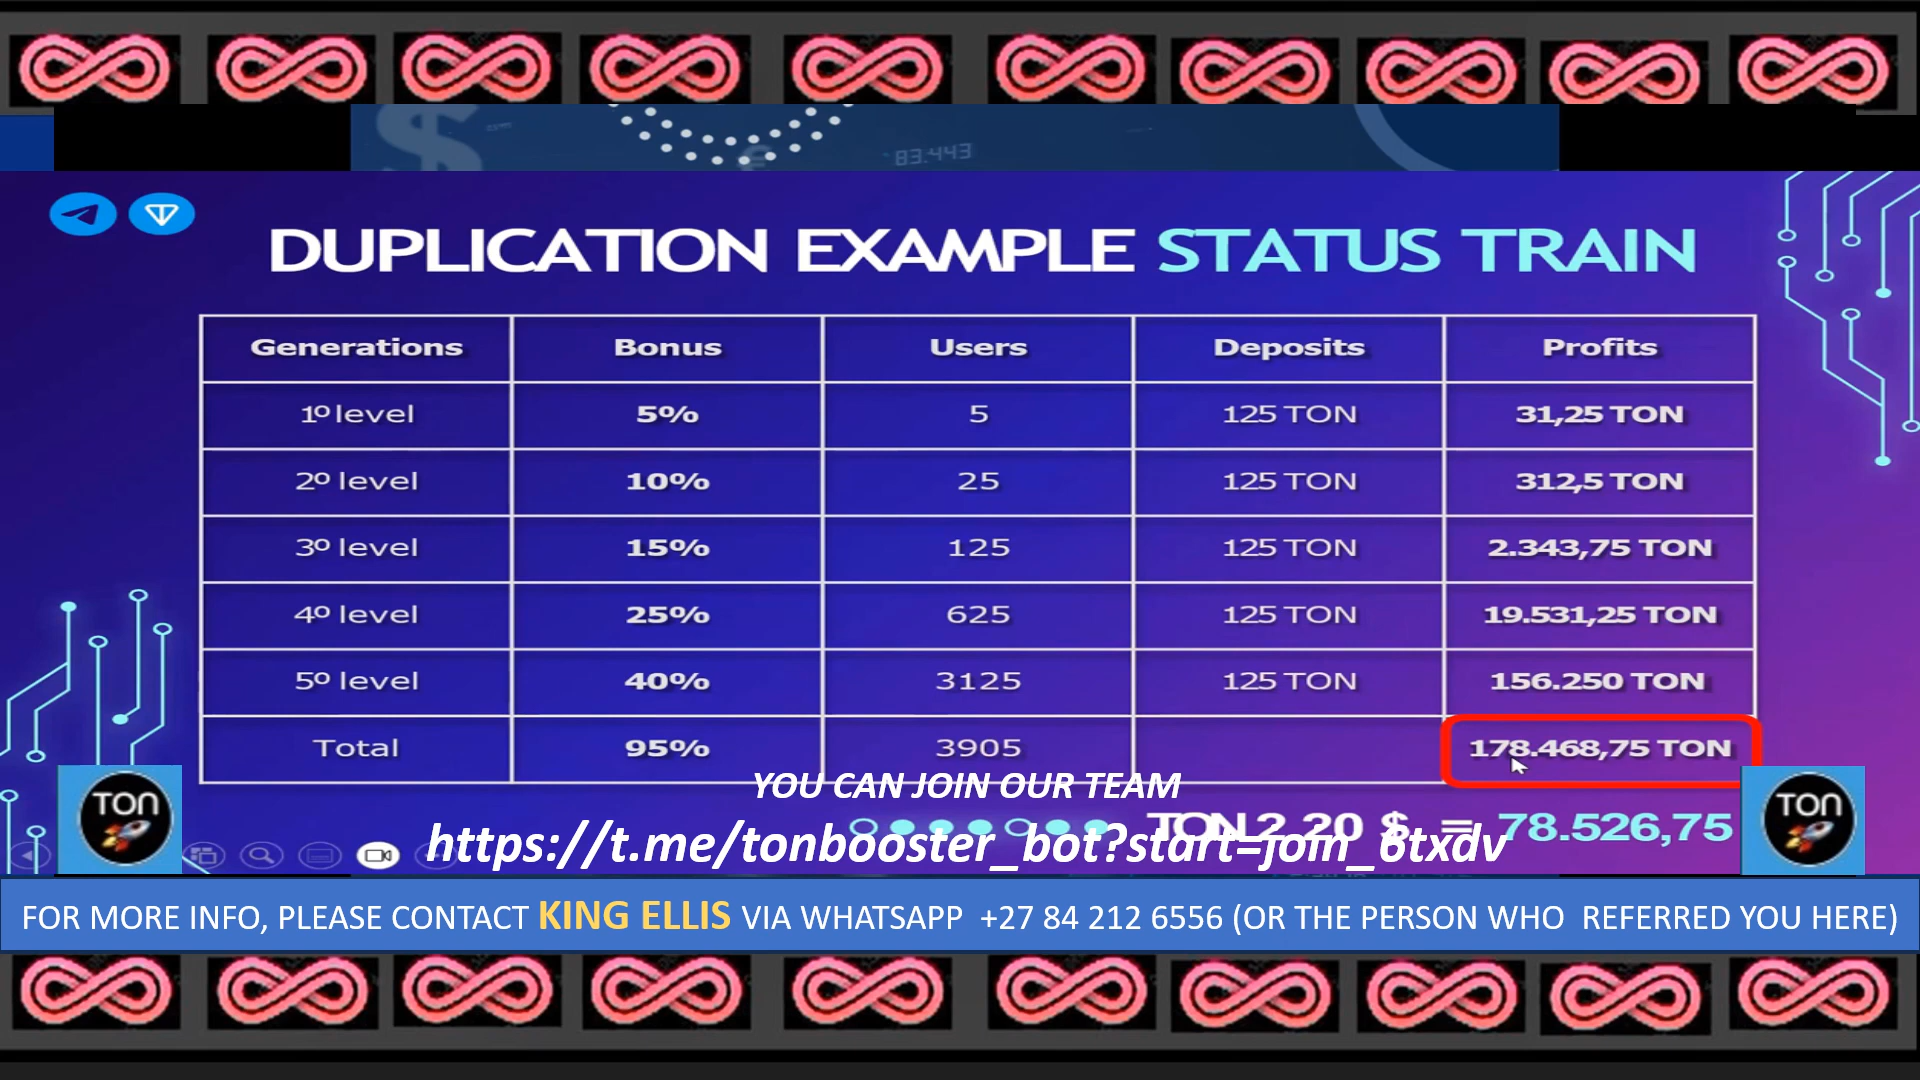 83.443
DUPLICATION EXAMPLE STATUS TRAIN
Generations Bonus Users Deposits Profits
1º level 5% 5 125 TON 31,25 TON
2º level 10% 25 125 TON 312,5 TON
3º level 15% 125 125 TON 2.343,75 TON
4º level 25% 625 125 TON 19.531,25 TON
5º level 40% 3125 125 TON 156.250 TON
Total 95% 3905 178.468,75 TON
YOU CAN JOIN OUR TEAM
TON TON
TON 2.20 $ = 78.526,75
https://t.me/tonbooster_bot?start=join_6txdv
FOR MORE INFO, PLEASE CONTACT KING ELLIS VIA WHATSAPP +27 84 212 6556 (OR THE PERSON WHO REFERRED YOU HERE)